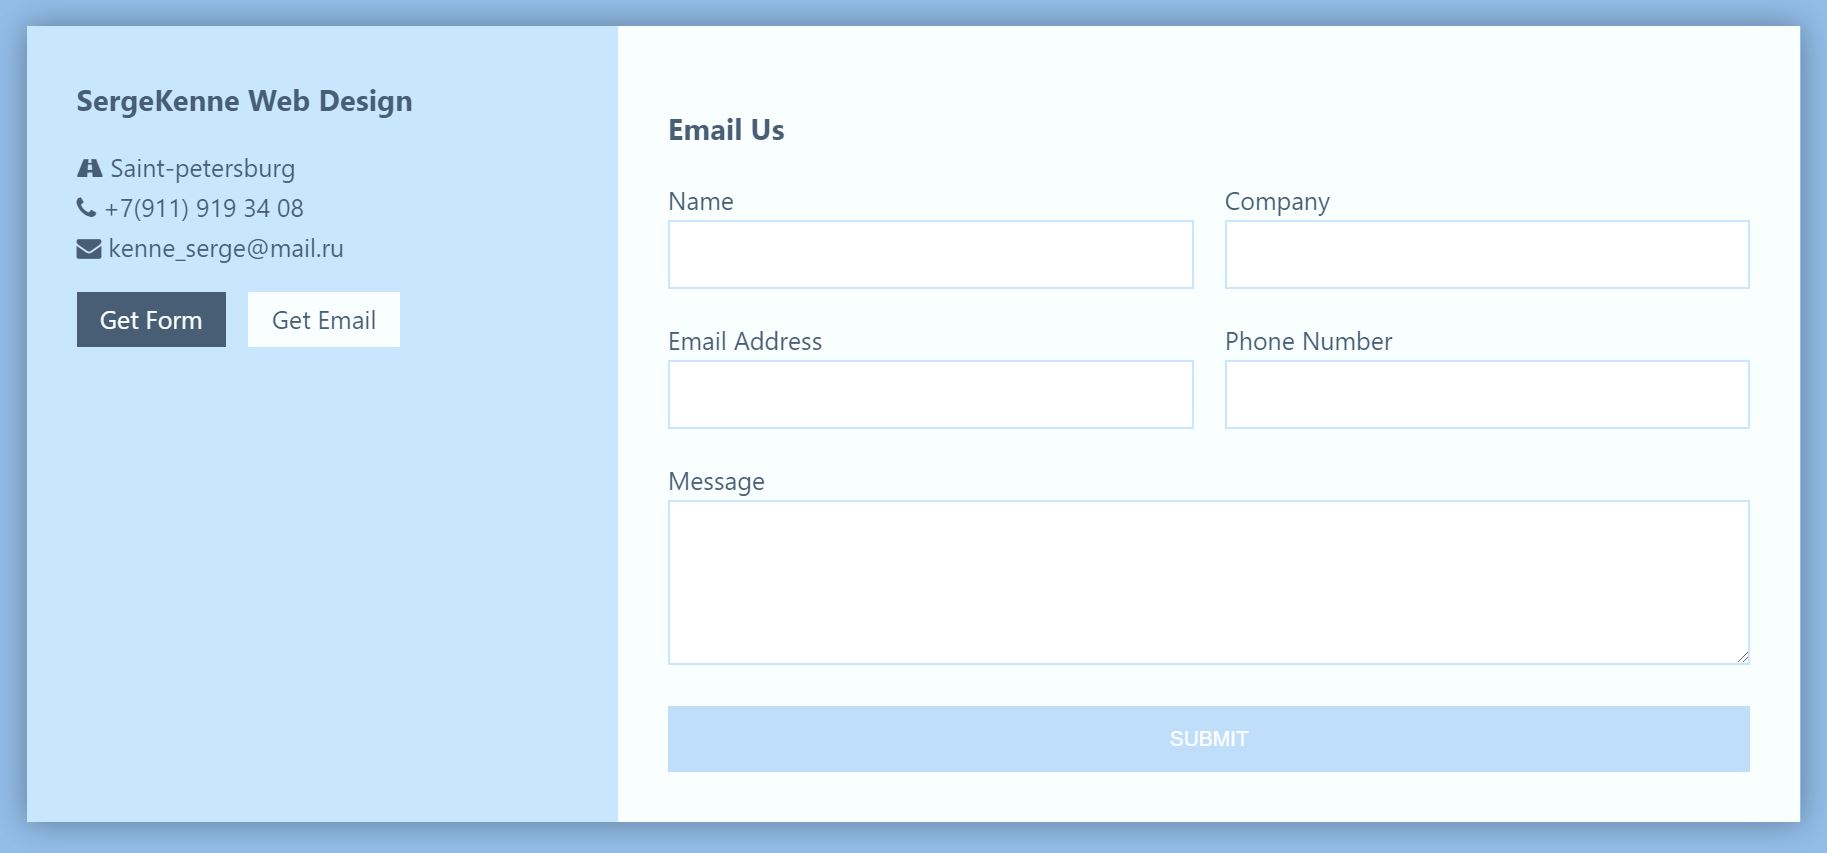 SergeKenne Web Design
Saint-petersburg
+7(911) 919 34 08
kenne_serge@mail.ru
Get Form
Get Email
Email Us
Name
Company
Email Address
Phone Number
Message
SUBMIT